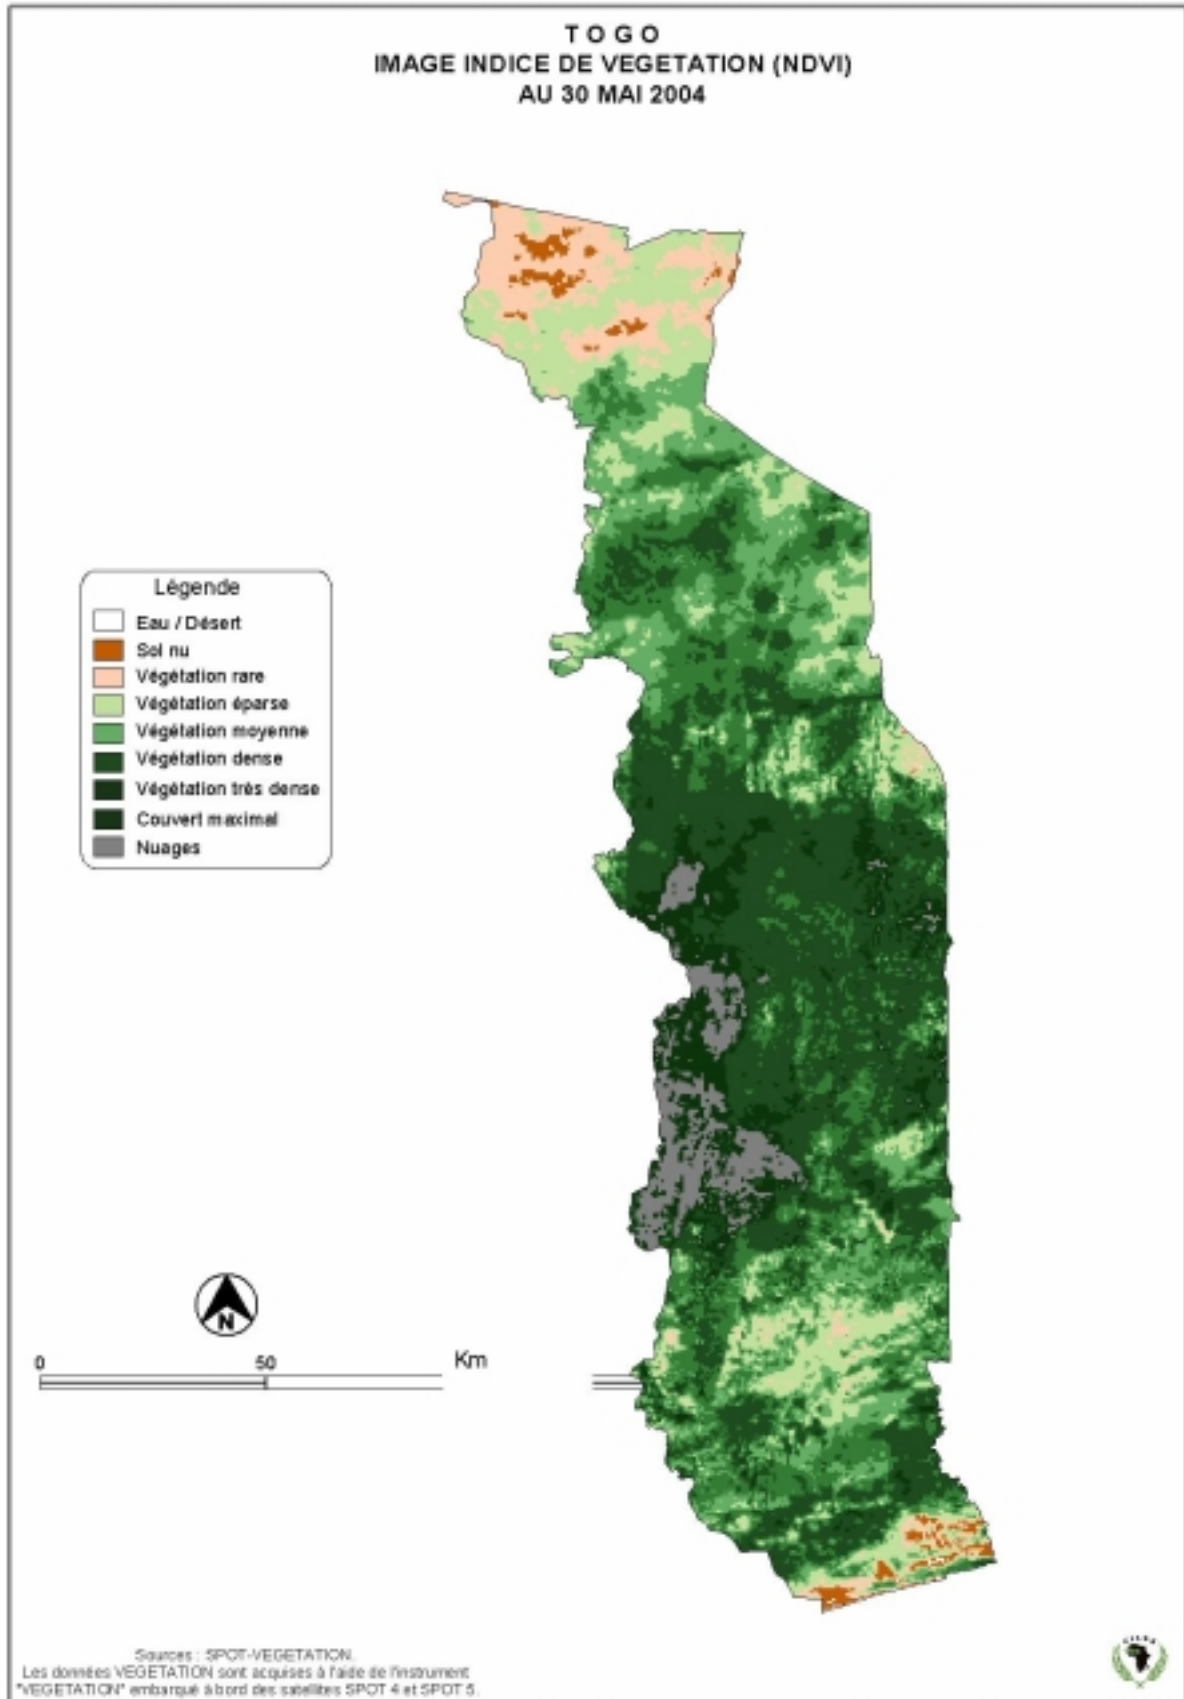 TOGO
IMAGE INDICE DE VEGETATION (NDVI)
AU 30 MAI 2004
Légende
Eau / Désert
Sol nu
Végétation rare
Végétation éparse
Végétation moyenne
Végétation dense
Végétation très dense
Couvert maximal
Nuages
N
0 50 Km
Sources : SPOT-VEGETATION.
Les données VEGETATION sont acquises à l'aide de l'instrument
"VEGETATION" embarqué à bord des satellites SPOT 4 et SPOT 5.